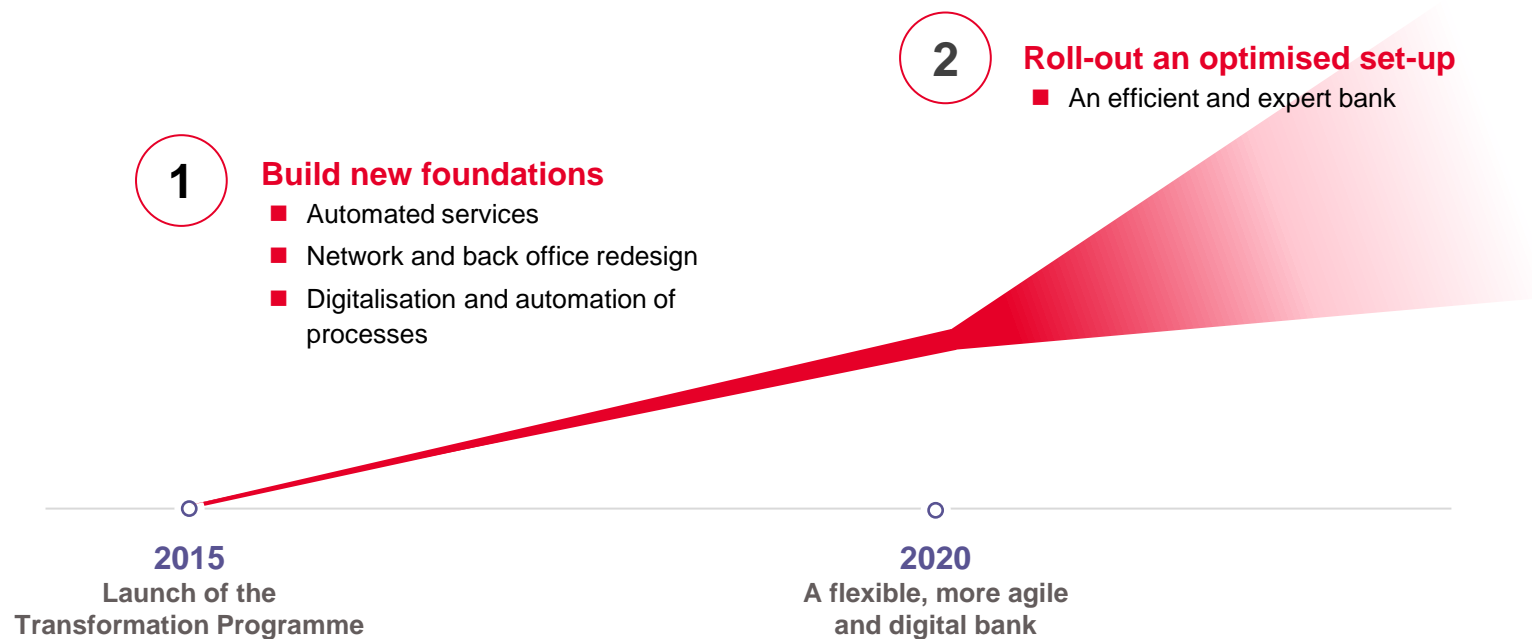 2
Roll-out an optimised set-up
An efficient and expert bank
1
Build new foundations
Automated services
Network and back office redesign
Digitalisation and automation of
processes
2015
Launch of the
Transformation Programme
2020
A flexible, more agile
and digital bank